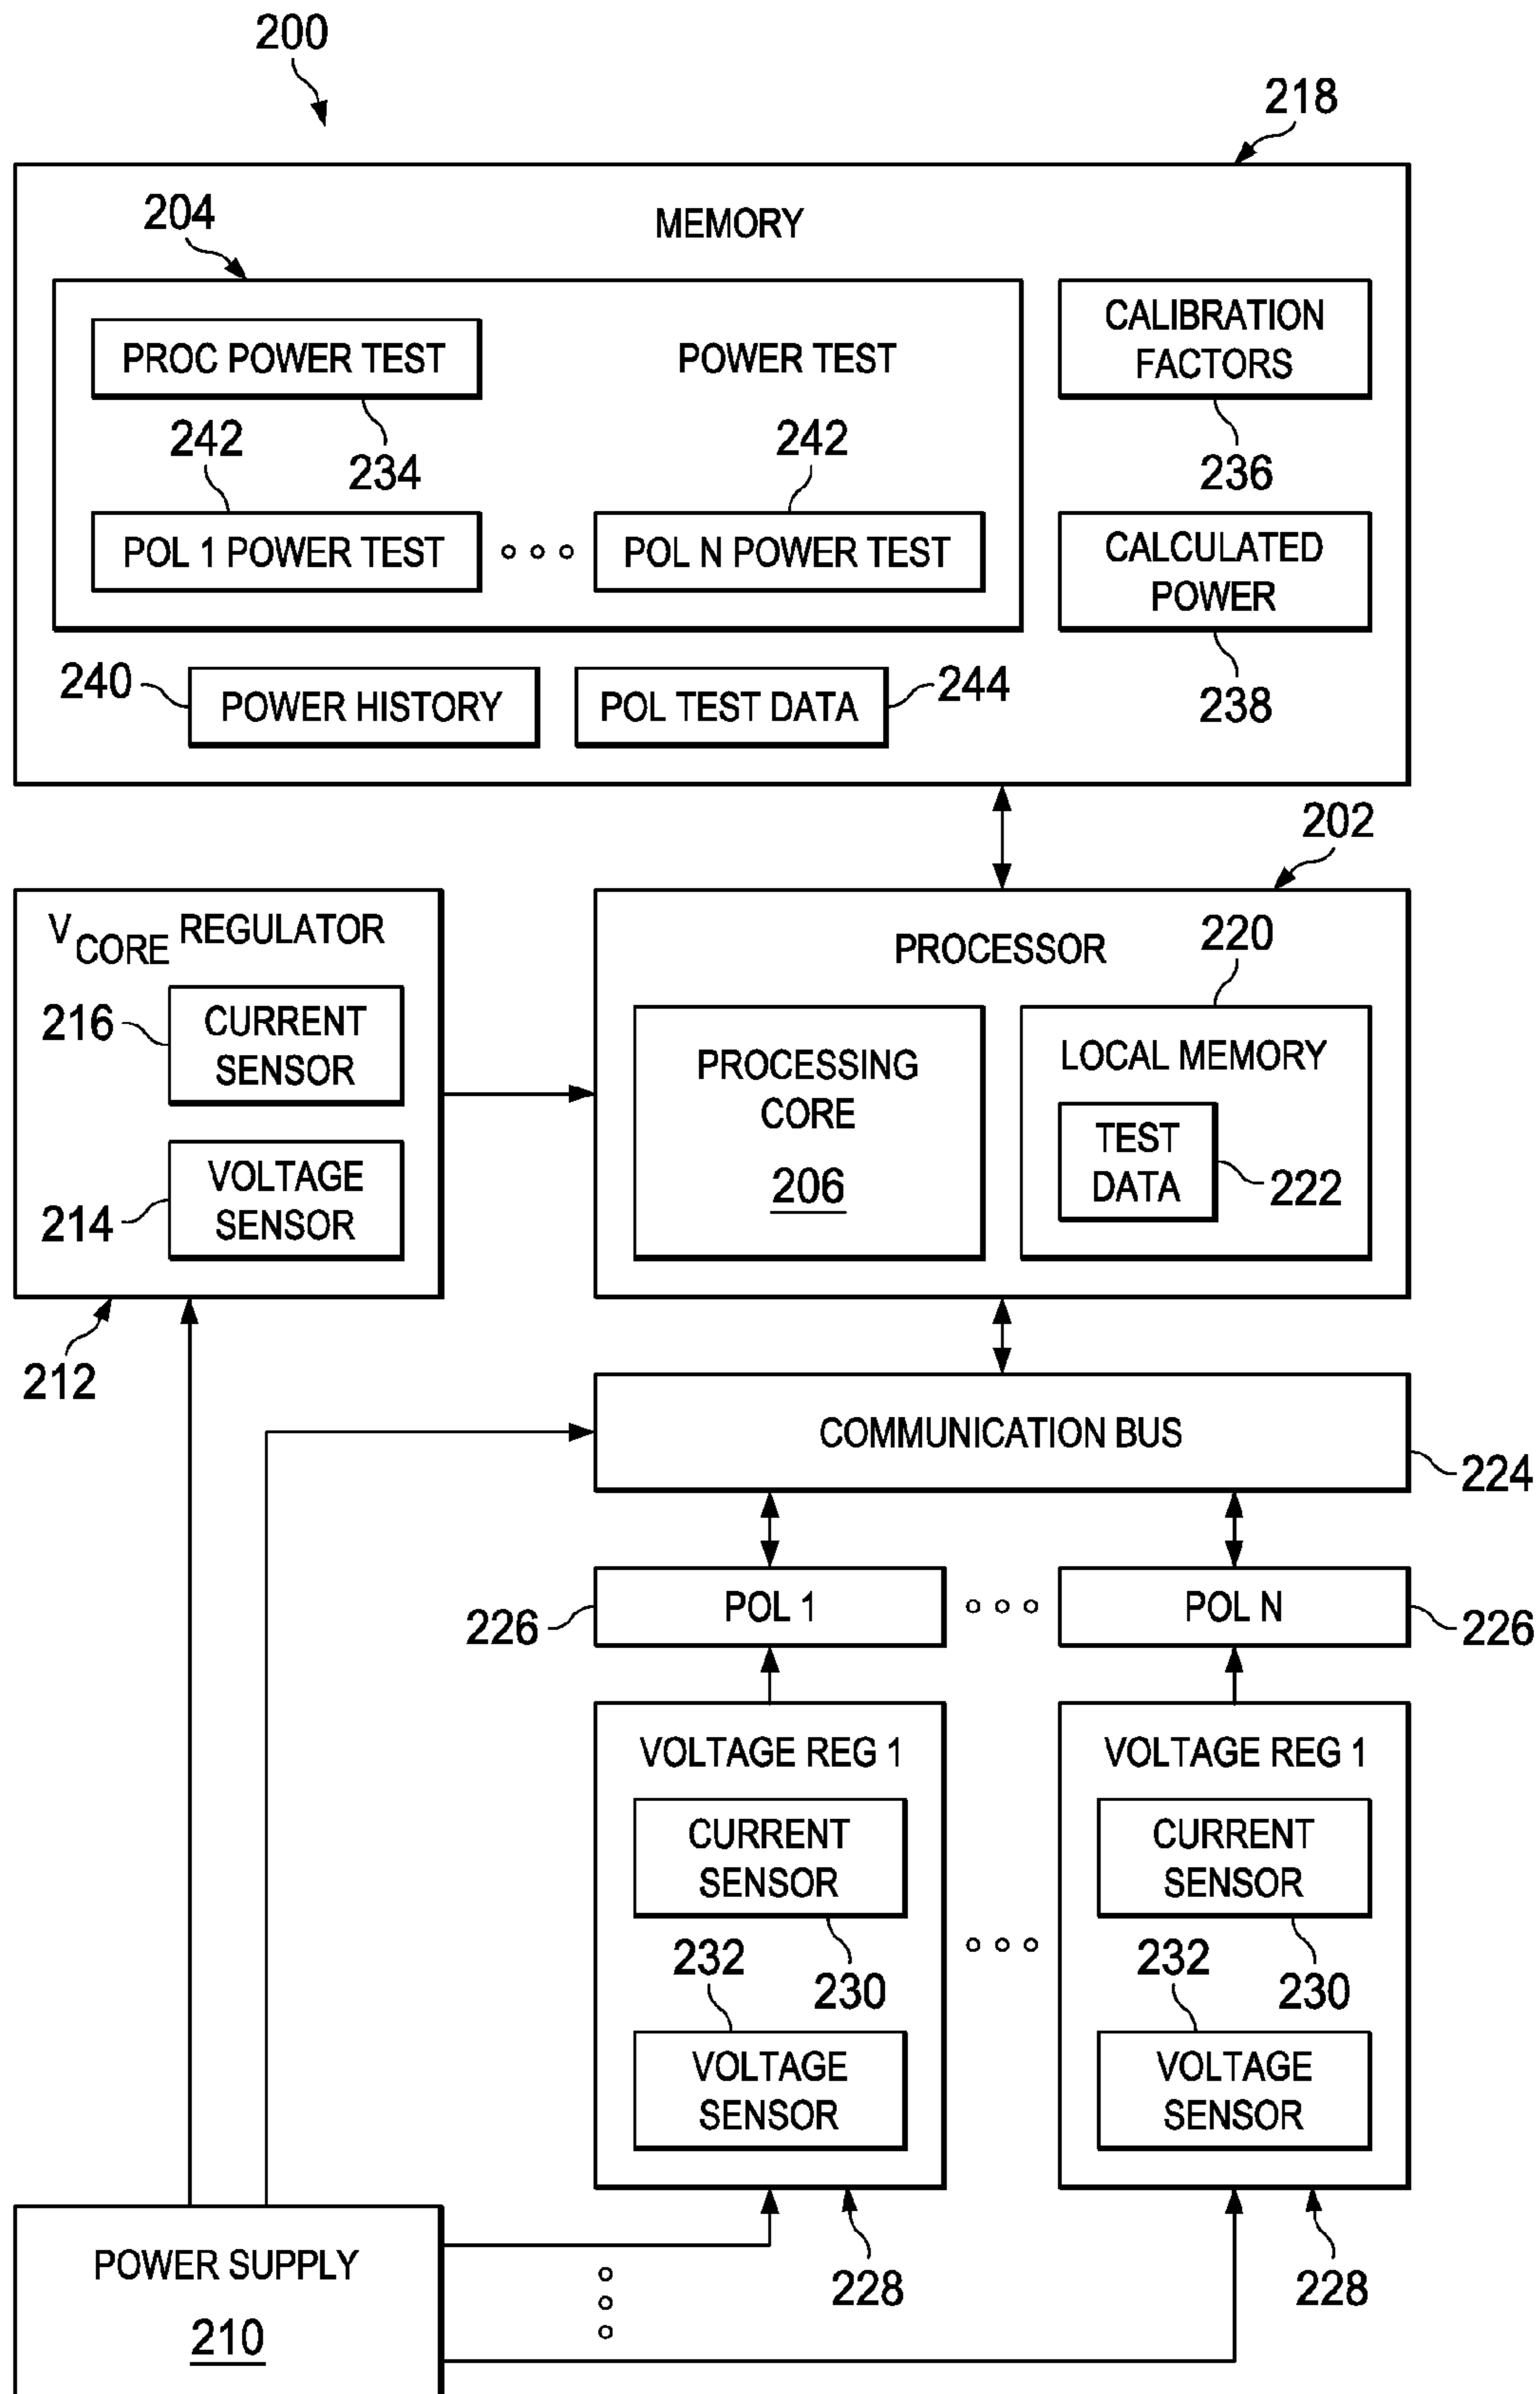 200
218
MEMORY
204
PROC POWER TEST
POWER TEST
CALIBRATION
FACTORS
242
234
242
236
POL 1 POWER TEST
POL N POWER TEST
CALCULATED
POWER
240
POWER HISTORY
POL TEST DATA
244
238
202
VCORE REGULATOR
216
CURRENT
SENSOR
214
VOLTAGE
SENSOR
212
PROCESSOR
220
PROCESSING
CORE
206
LOCAL MEMORY
TEST
DATA
222
COMMUNICATION BUS
224
226
POL 1
POL N
226
VOLTAGE REG 1
CURRENT
SENSOR
232
230
VOLTAGE
SENSOR
228
VOLTAGE REG 1
CURRENT
SENSOR
232
230
VOLTAGE
SENSOR
228
POWER SUPPLY
210